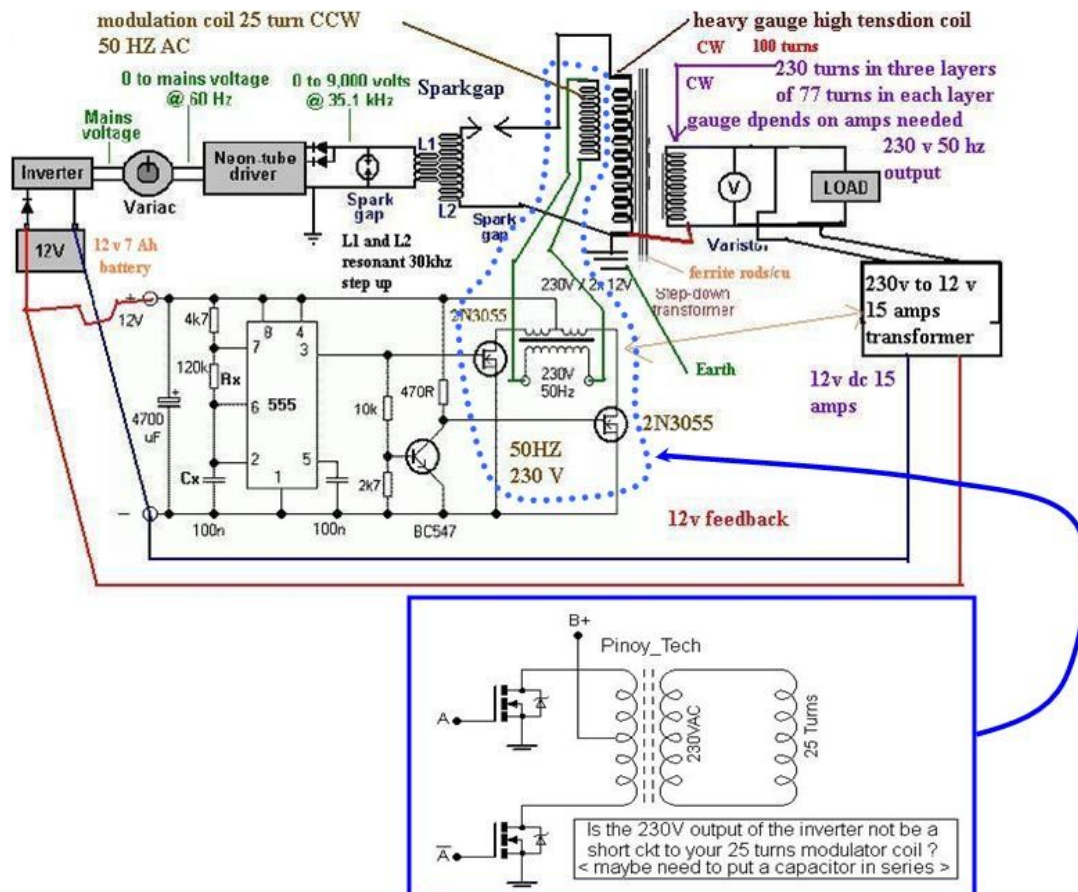 modulation coil 25 turn CCW
50 HZ AC
heavy gauge high tensdion coil
CW 100 turns
CW
230 turns in three layers
of 77 turns in each layer
gauge dpends on amps needed
230 v 50 hz
output
0 to mains voltage
@ 60 Hz
0 to 9,000 volts
@ 35.1 kHz
Sparkgap
Mains
voltage
Inverter
Variac
Neon-tube
driver
Spark
gap
L1
L2
L1 and L2
resonant 30khz
step up
Spark
gap
V
LOAD
Varistor
12V
12 v 7 Ah
battery
ferrite rods/cu
230V / 2x 12V
Step-down
transformer
230v to 12 v
15 amps
transformer
+
12V
4k7
8
4
7
3
120k
Rx
6
555
2
5
1
Cx
100n
100n
4700
uF
+
10k
470R
2k7
BC547
2N3055
230V
50Hz
2N3055
Earth
50HZ
230 V
12v dc 15
amps
12v feedback
–
B+
Pinoy_Tech
A
A̅
230VAC
25 Turns
Is the 230V output of the inverter not be a
short ckt to your 25 turns modulator coil ?
< maybe need to put a capacitor in series >